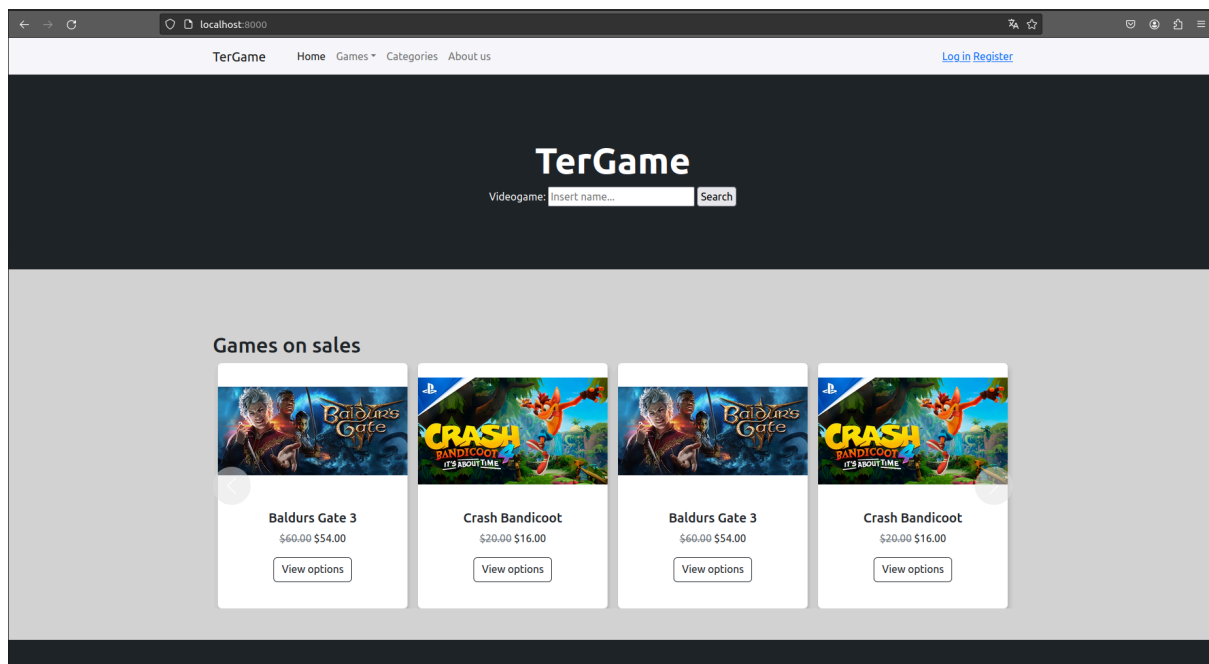 localhost:8000
TerGame Home Games Categories About us Log in Register
TerGame
Videogame: Insert name... Search
Games on sales
Baldurs Gate
CRASH BANDICOOT 4 IT'S ABOUT TIME
Baldurs Gate
CRASH BANDICOOT 4 IT'S ABOUT TIME
Baldurs Gate 3 Crash Bandicoot Baldurs Gate 3 Crash Bandicoot
$60.00 $54.00 $20.00 $16.00 $60.00 $54.00 $20.00 $16.00
View options View options View options View options